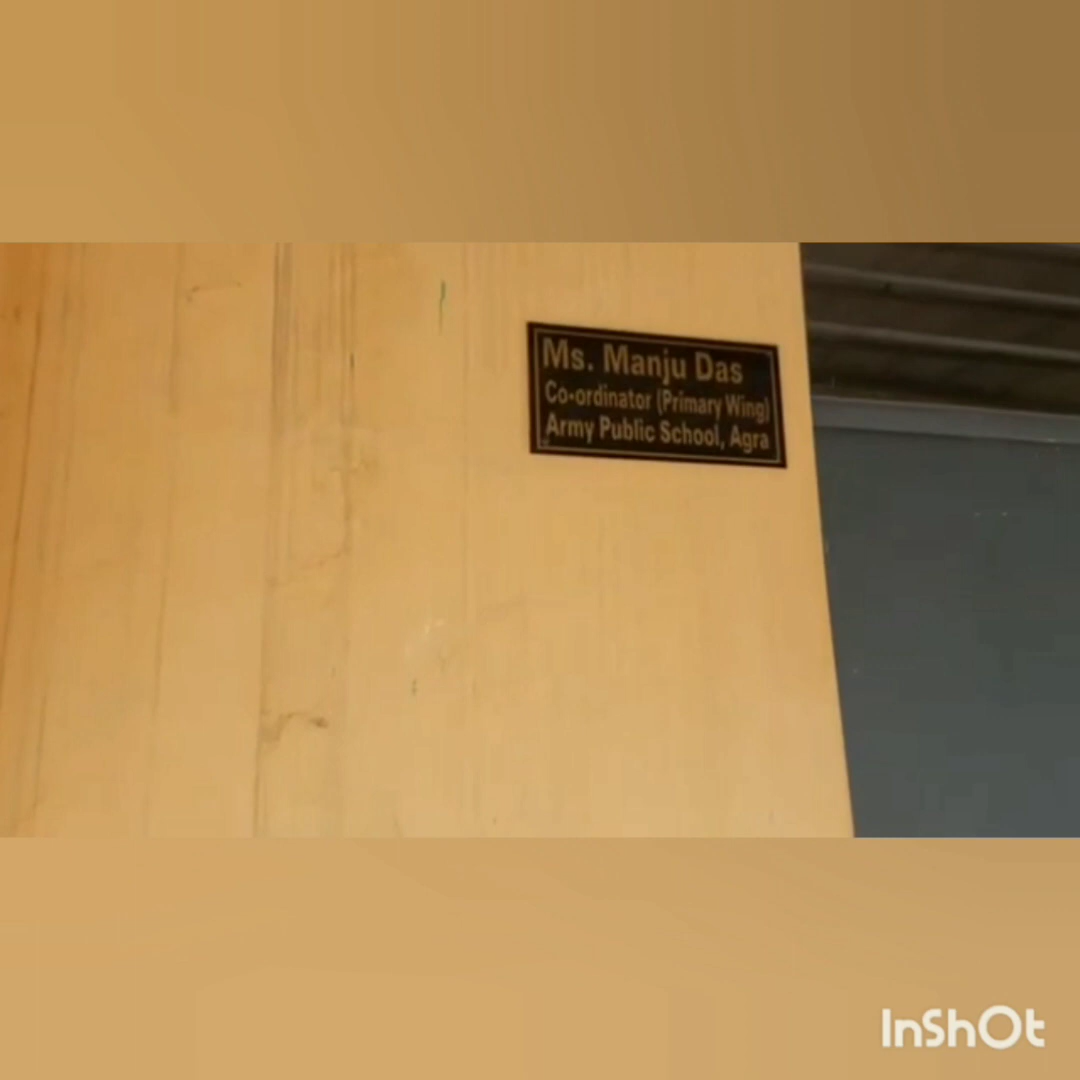 Ms. Manju Das
Co-ordinator (Primary Wing)
Army Public School, Agra
InShOt